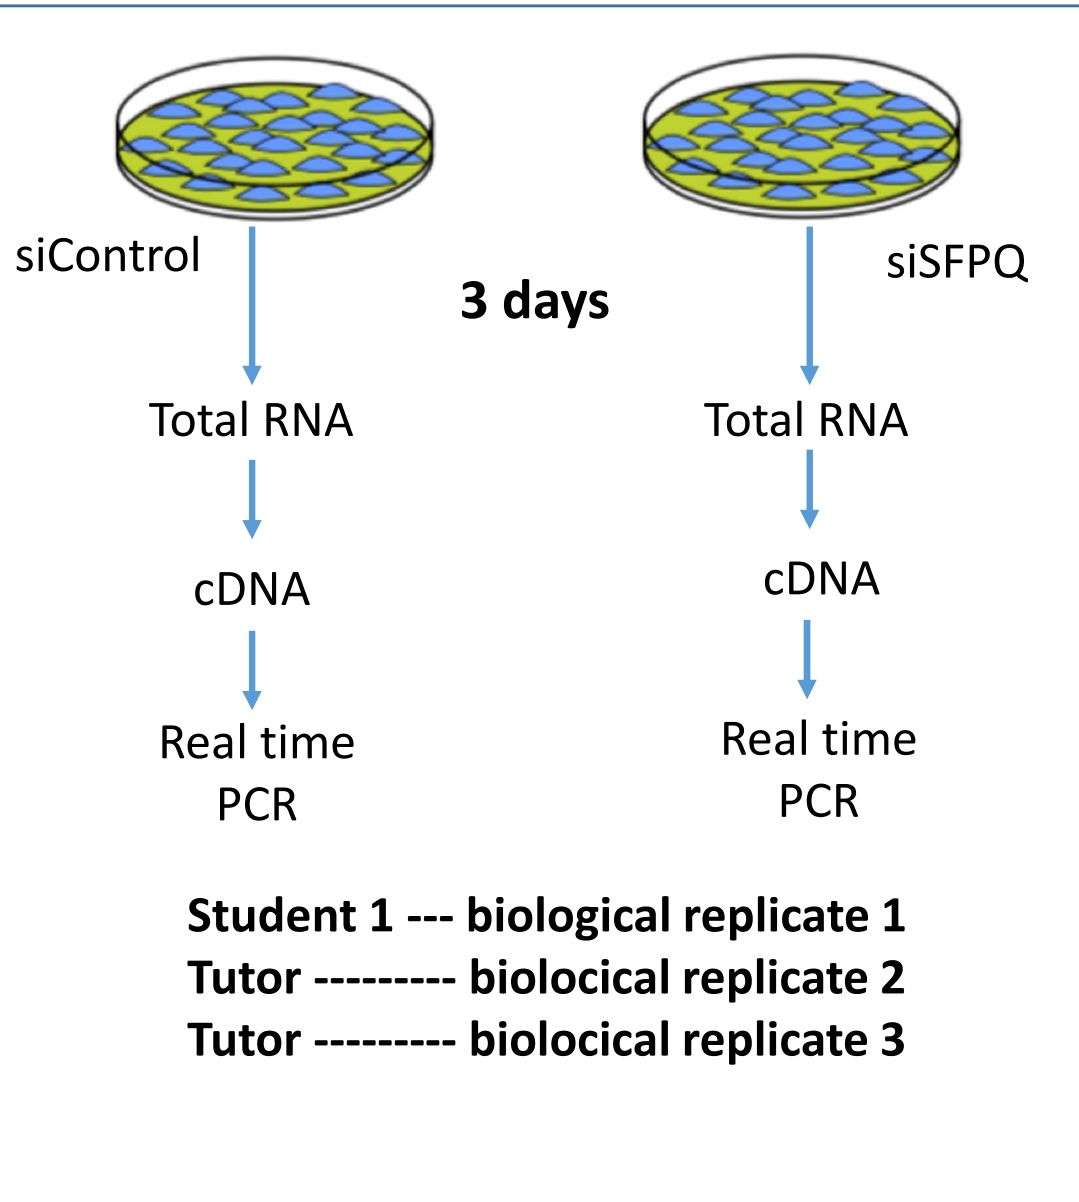 siControl
siSFPQ
3 days
Total RNA
Total RNA
cDNA
cDNA
Real time
PCR
Real time
PCR
Student 1 --- biological replicate 1
Tutor --------- biolocical replicate 2
Tutor --------- biolocical replicate 3